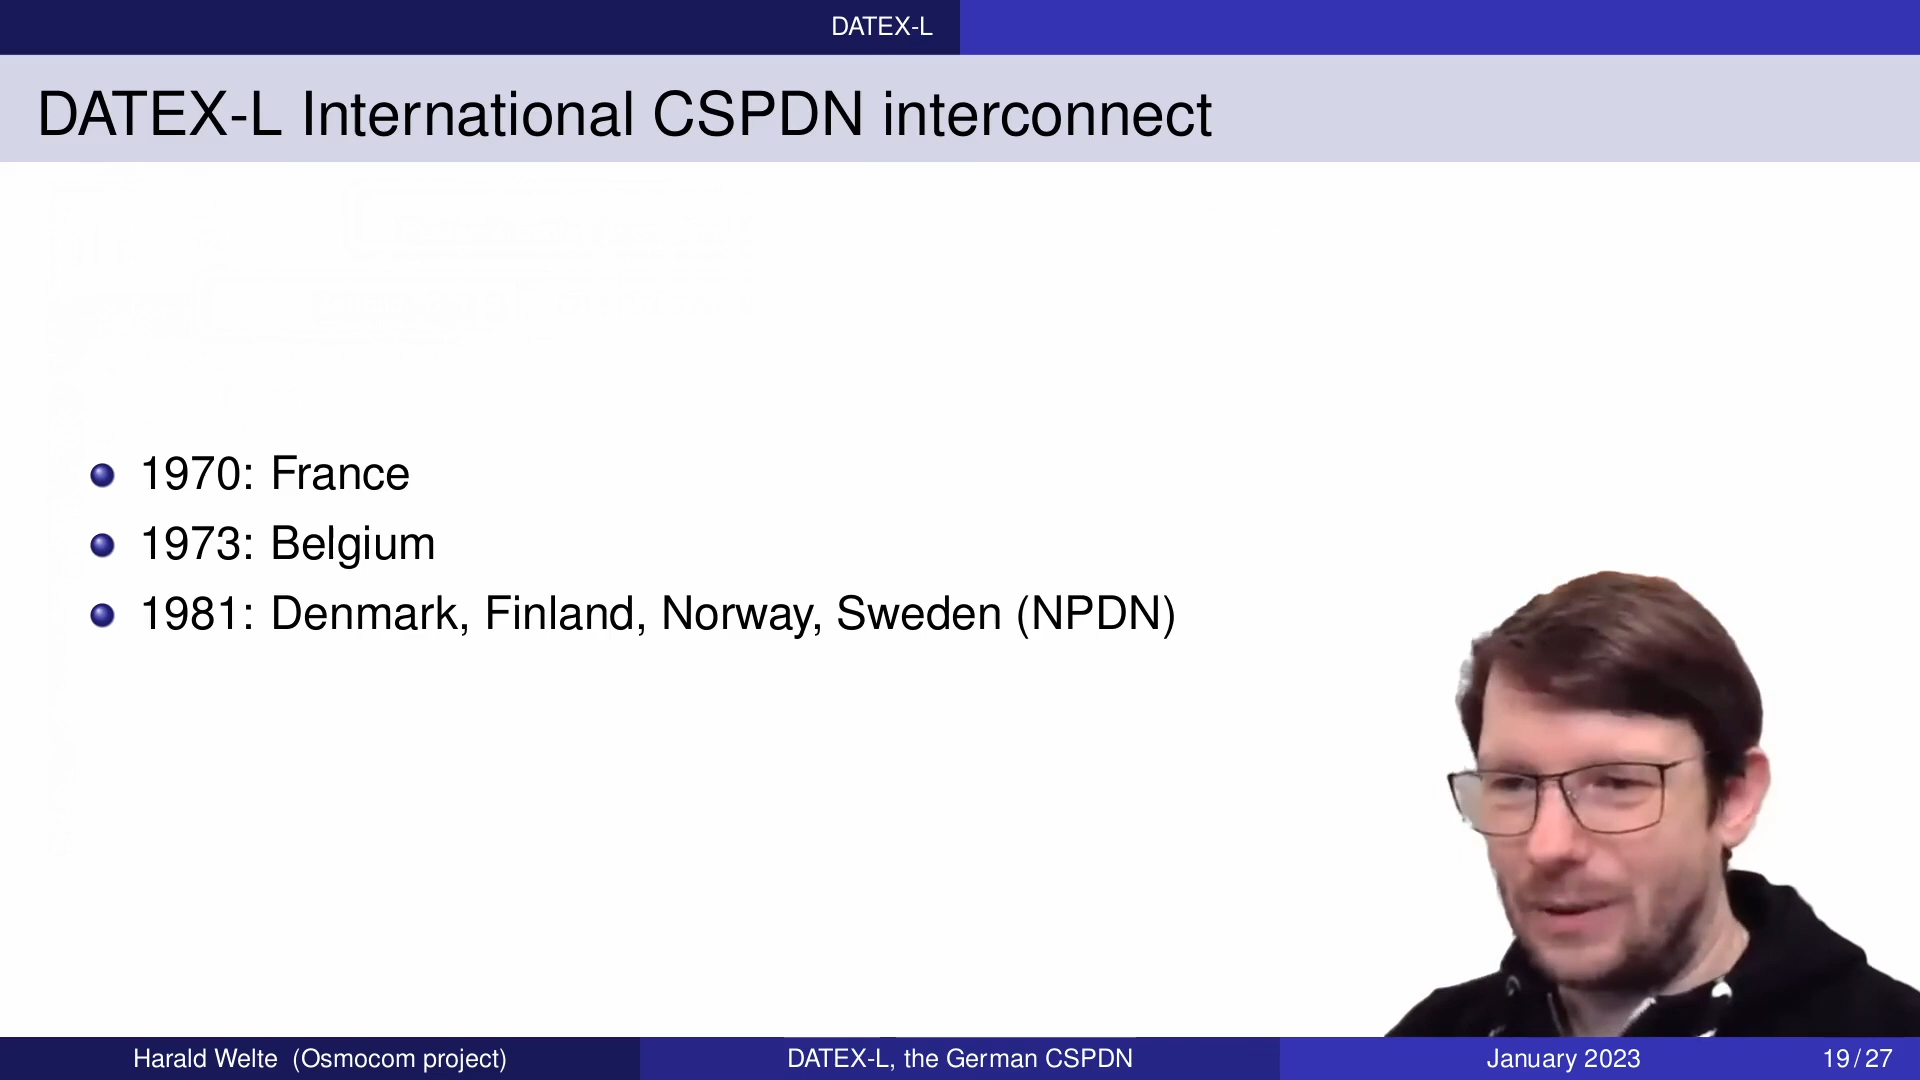 DATEX-L
DATEX-L International CSPDN interconnect
1970: France
1973: Belgium
1981: Denmark, Finland, Norway, Sweden (NPDN)
Harald Welte (Osmocom project)
DATEX-L, the German CSPDN
January 2023
19 / 27